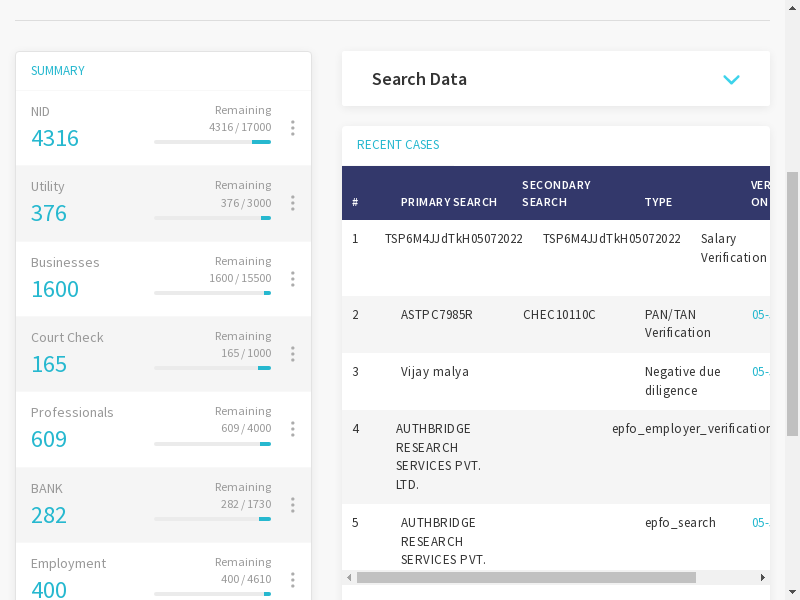 SUMMARY
NID
4316
Remaining
4316 / 17000
Utility
376
Remaining
376 / 3000
Businesses
1600
Remaining
1600 / 15500
Court Check
165
Remaining
165 / 1000
Professionals
609
Remaining
609 / 4000
BANK
282
Remaining
282 / 1730
Employment
400
Remaining
400 / 4610
Search Data
RECENT CASES
# PRIMARY SEARCH SECONDARY SEARCH TYPE VER ON
1 TSP6M4JJdTkH05072022 TSP6M4JJdTkH05072022 Salary
Verification
2 ASTPC7985R CHEC10110C PAN/TAN 05-
Verification
3 Vijay malya Negative due 05-
diligence
4 AUTHBRIDGE epfo_employer_verification
RESEARCH
SERVICES PVT.
LTD.
5 AUTHBRIDGE epfo_search 05-
RESEARCH
SERVICES PVT.